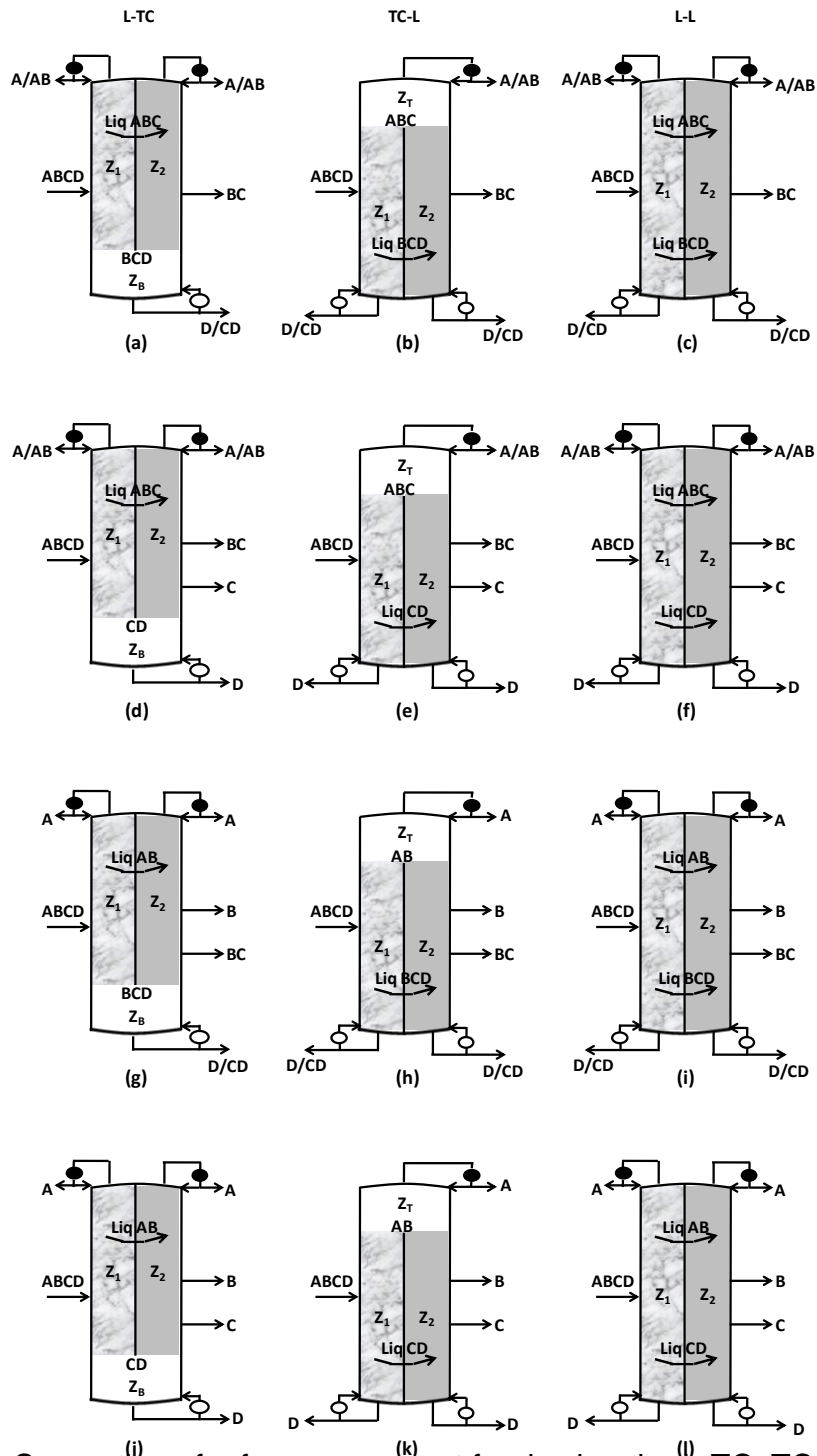 L-TC TC-L L-L
A/AB A/AB A/AB A/AB A/AB
Z_T
Liq ABC ABC Liq ABC
Z₁ Z₂
ABCD BC ABCD BC ABCD Z₁ Z₂ BC
Z₁ Z₂
BCD Liq BCD Liq BCD
Z_B
D/CD D/CD D/CD D/CD D/CD
(a) (b) (c)
A/AB A/AB A/AB A/AB A/AB
Z_T
Liq ABC ABC Liq ABC
ABCD Z₁ Z₂ BC ABCD BC ABCD Z₁ Z₂ BC
Z₁ Z₂
C C C
CD Liq CD Liq CD
Z_B
D D D D D
(d) (e) (f)
A A A A A
Z_T
Liq AB AB Liq AB
ABCD Z₁ Z₂ B ABCD B ABCD Z₁ Z₂ B
Z₁ Z₂
BC BC BC
BCD Liq BCD Liq BCD
Z_B
D/CD D/CD D/CD D/CD D/CD
(g) (h) (i)
A A A A A
Z_T
Liq AB AB Liq AB
Z₁ Z₂ B B B
ABCD ABCD ABCD Z₁ Z₂
Z₁ Z₂
C C C
CD Liq CD Liq CD
Z_B
D D D D D
(j) (k) (l)